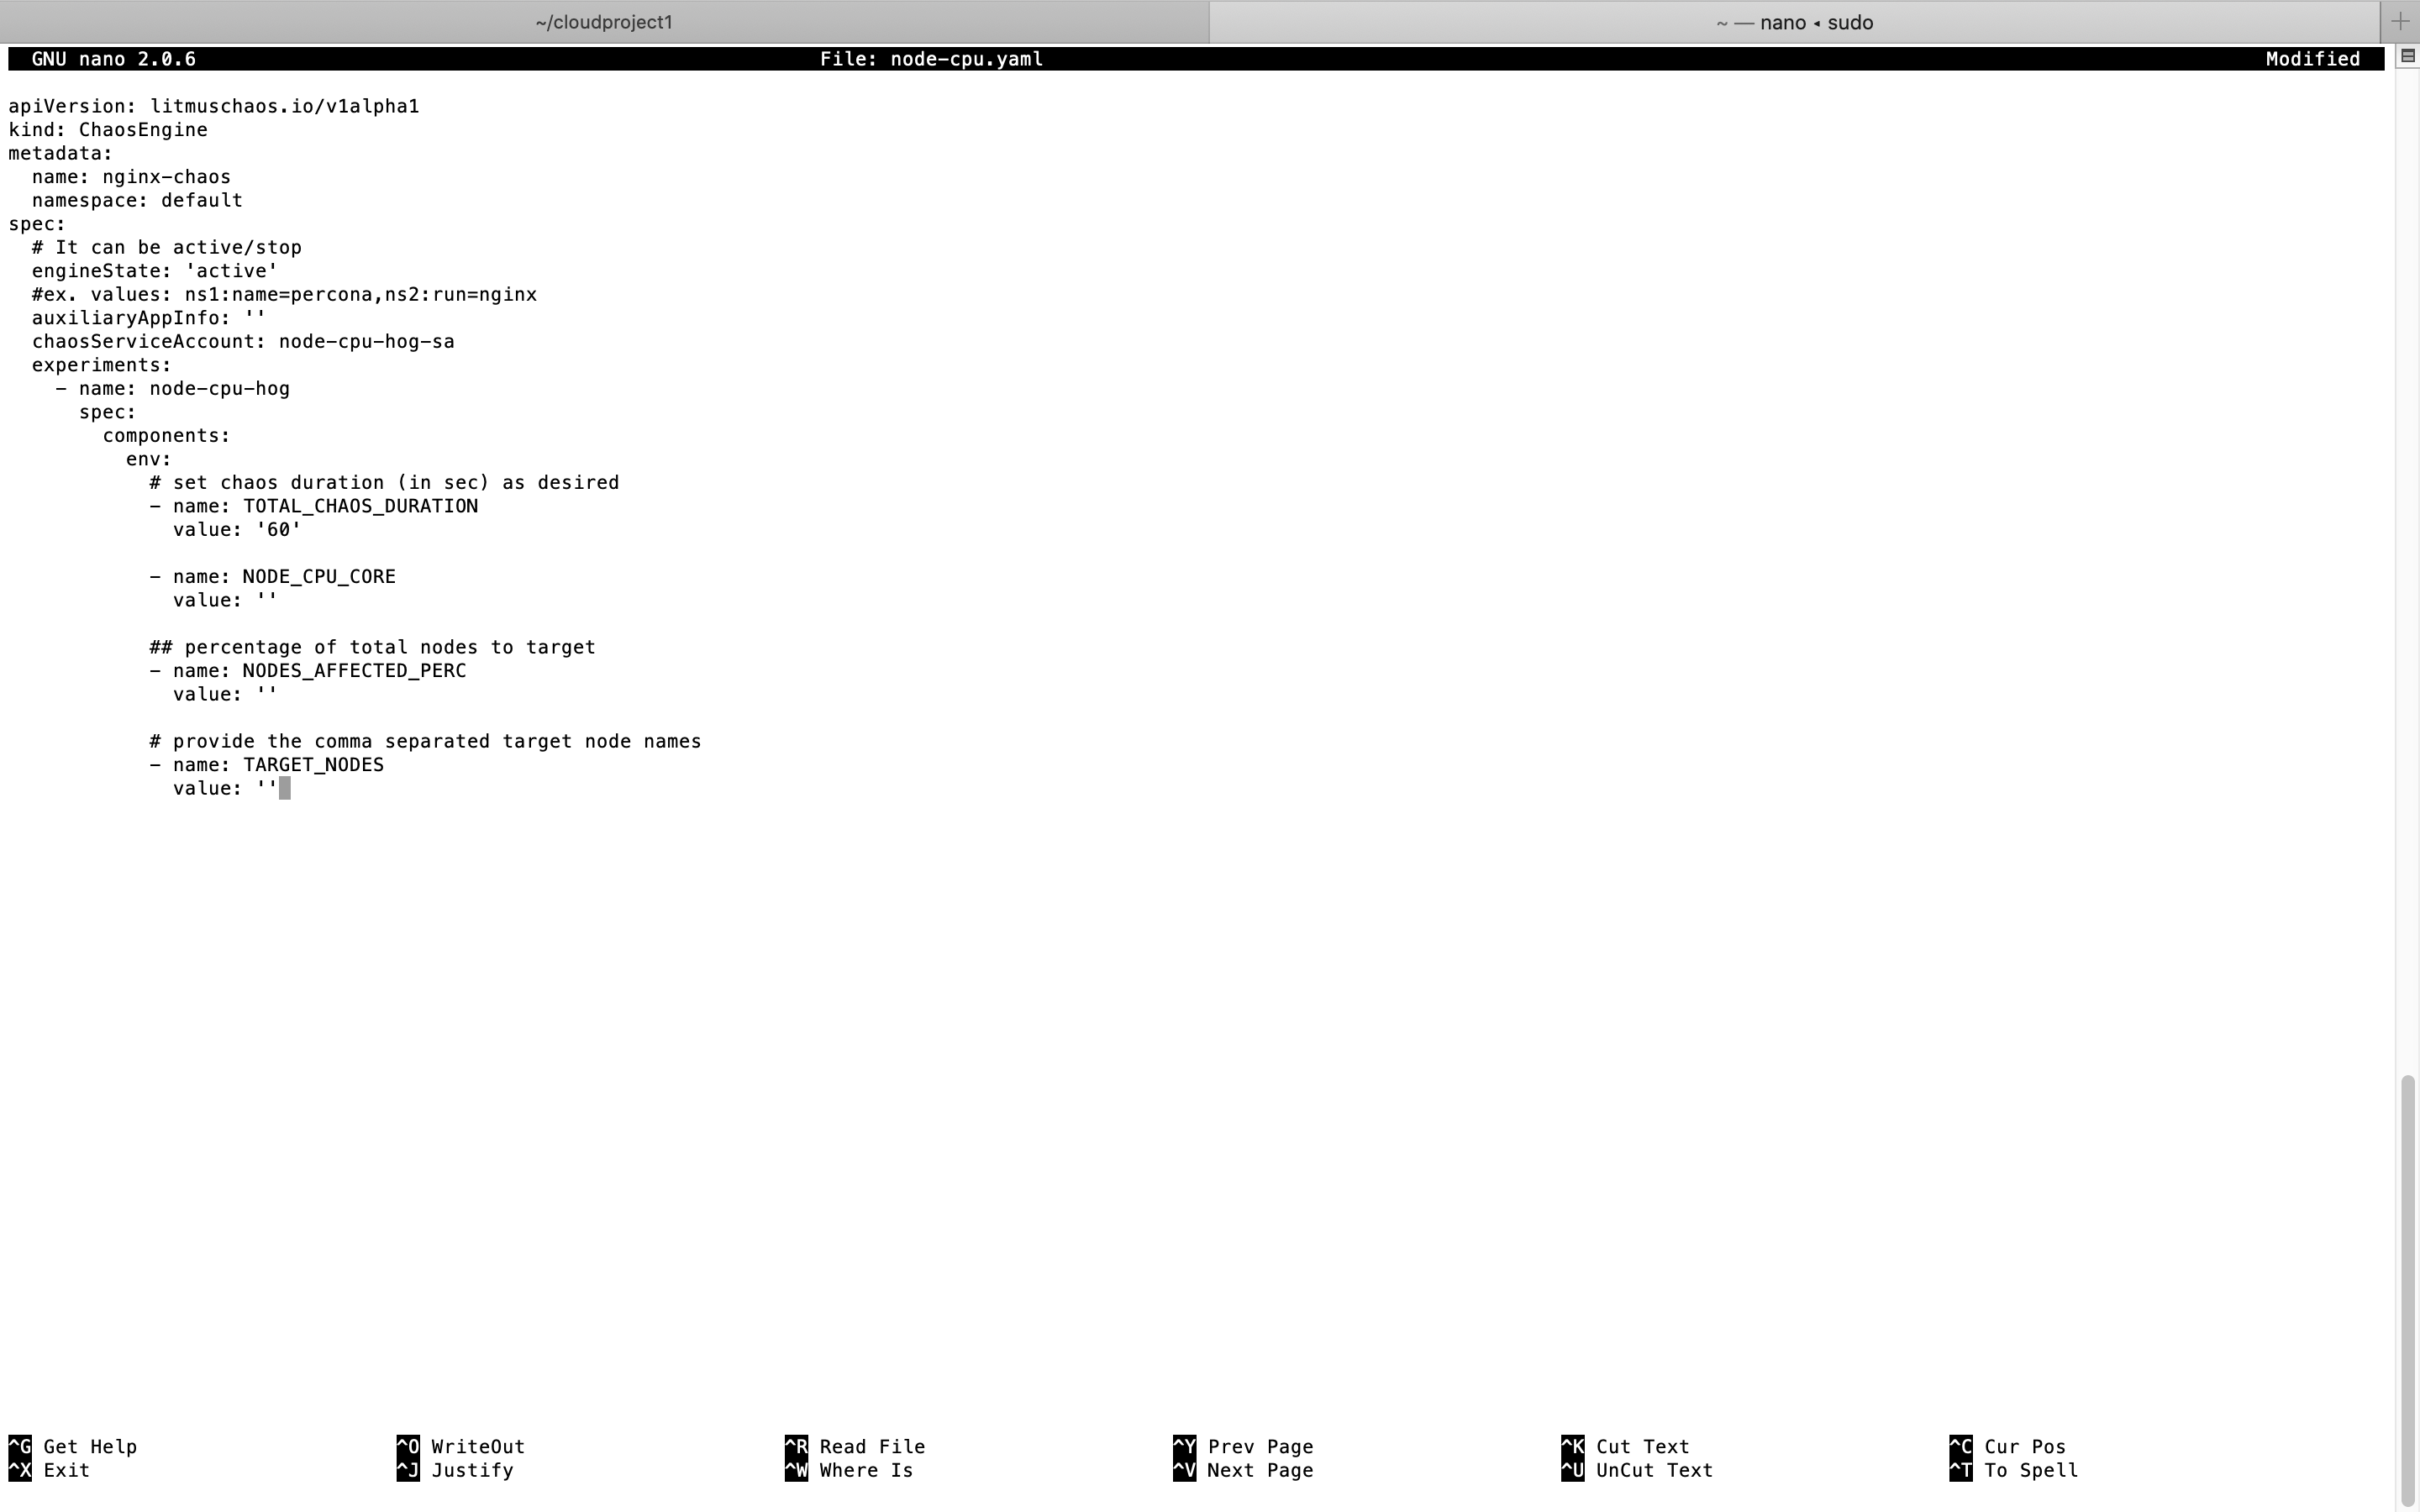 ~/cloudproject1
~ — nano ◂ sudo
GNU nano 2.0.6 File: node-cpu.yaml Modified
apiVersion: litmuschaos.io/v1alpha1
kind: ChaosEngine
metadata:
  name: nginx-chaos
  namespace: default
spec:
  # It can be active/stop
  engineState: 'active'
  #ex. values: ns1:name=percona,ns2:run=nginx
  auxiliaryAppInfo: ''
  chaosServiceAccount: node-cpu-hog-sa
  experiments:
    - name: node-cpu-hog
      spec:
        components:
          env:
            # set chaos duration (in sec) as desired
            - name: TOTAL_CHAOS_DURATION
              value: '60'
            - name: NODE_CPU_CORE
              value: ''
            ## percentage of total nodes to target
            - name: NODES_AFFECTED_PERC
              value: ''
            # provide the comma separated target node names
            - name: TARGET_NODES
              value: ''
^G Get Help ^O WriteOut ^R Read File ^Y Prev Page ^K Cut Text ^C Cur Pos
^X Exit ^J Justify ^W Where Is ^V Next Page ^U UnCut Text ^T To Spell